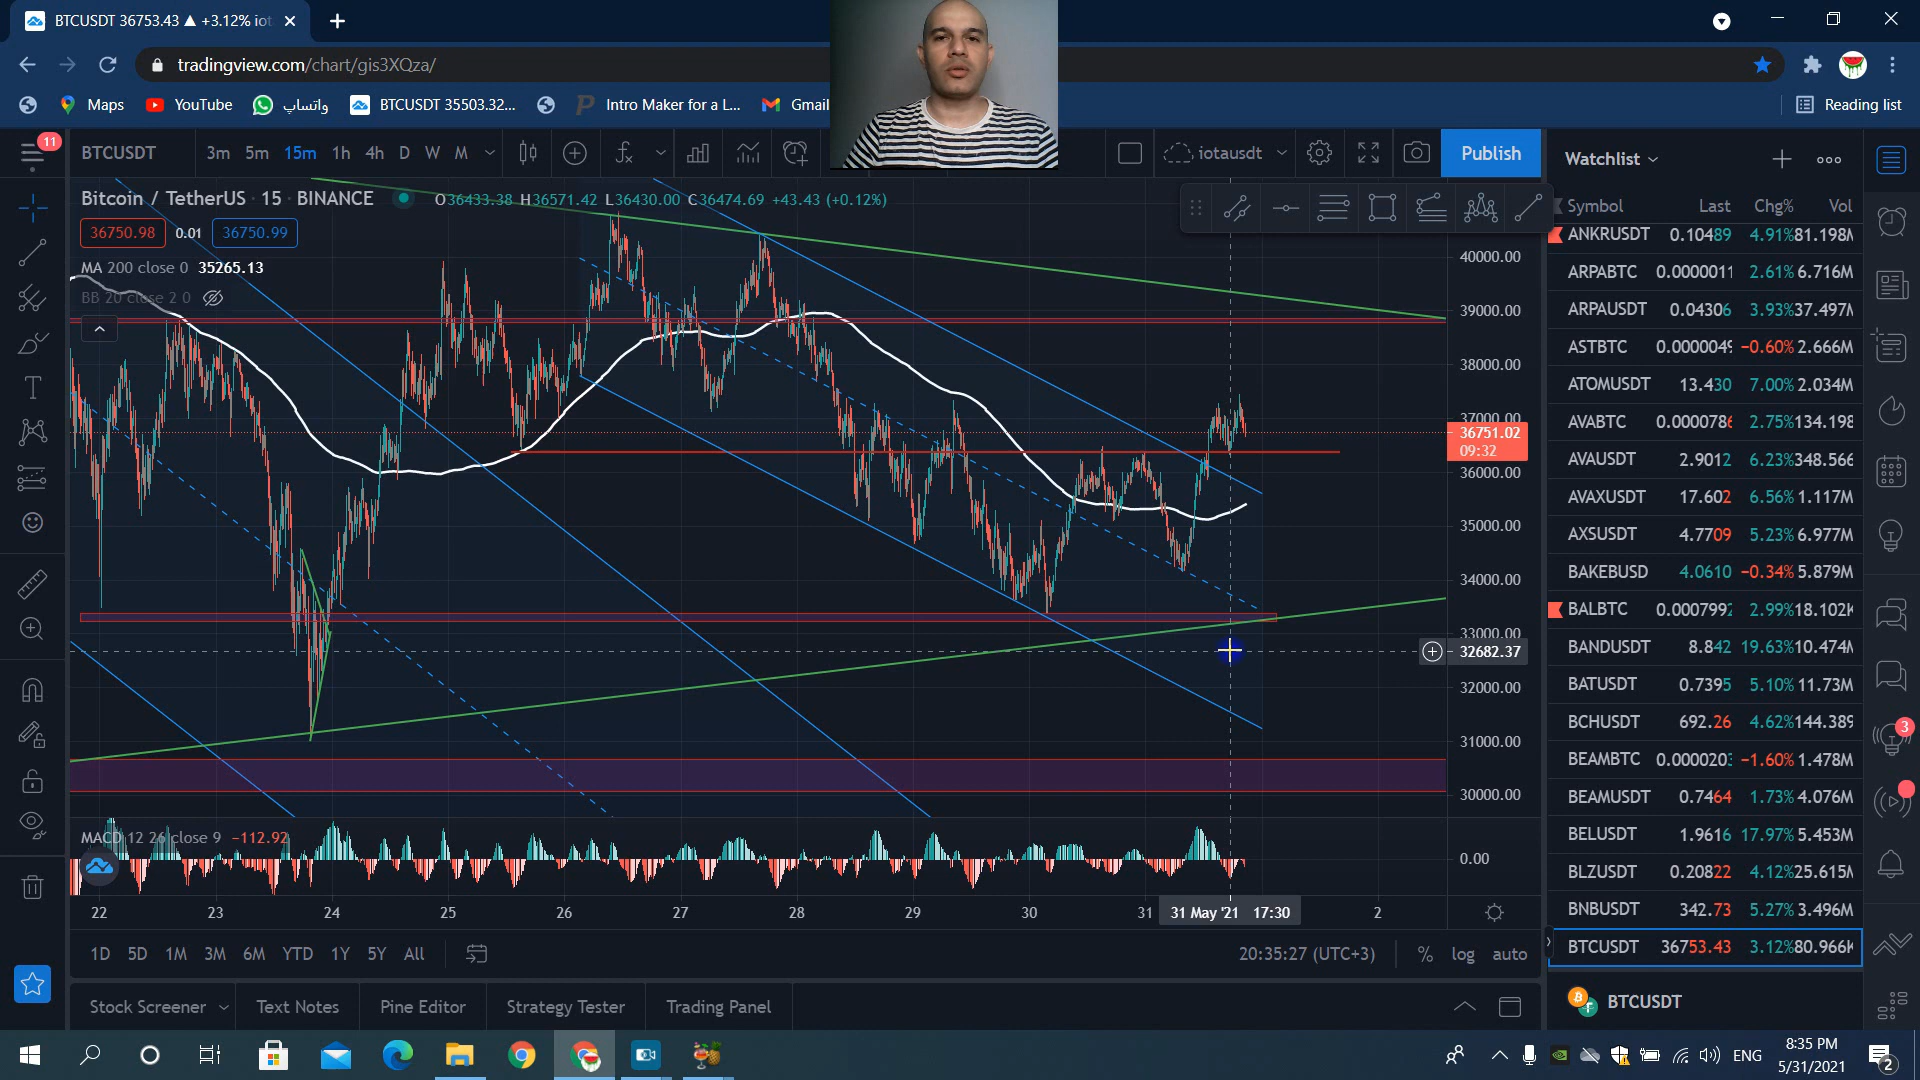 BTCUSDT 36753.43 ▲ +3.12% iot
tradingview.com/chart/gis3XQza/
Maps
YouTube
واتساپ
BTCUSDT 35503.32...
Intro Maker for a L...
Gmail
Reading list
11
BTCUSDT
3m 5m 15m 1h 4h D W M
iotausdt
Publish
Bitcoin / TetherUS · 15 · BINANCE
O36433.38 H36571.42 L36430.00 C36474.69 +43.43 (+0.12%)
36750.98 0.01 36750.99
MA 200 close 0 35265.13
BB 20 close 2 0
40000.00
39000.00
38000.00
37000.00
36751.02
09:32
36000.00
35000.00
34000.00
33000.00
32682.37
32000.00
31000.00
30000.00
MACD 12 26 close 9 −112.92
0.00
22 23 24 25 26 27 28 29 30 31 31 May '21 17:30 2
1D 5D 1M 3M 6M YTD 1Y 5Y All
20:35:27 (UTC+3) % log auto
Stock Screener Text Notes Pine Editor Strategy Tester Trading Panel
Watchlist
Symbol Last Chg% Vol
ANKRUSDT 0.10489 4.91% 81.198M
ARPABTC 0.0000011 2.61% 6.716M
ARPAUSDT 0.04306 3.93% 37.497M
ASTBTC 0.0000049 −0.60% 2.666M
ATOMUSDT 13.430 7.00% 2.034M
AVABTC 0.0000786 2.75% 134.198
AVAUSDT 2.9012 6.23% 348.566
AVAXUSDT 17.602 6.56% 1.117M
AXSUSDT 4.7709 5.23% 6.977M
BAKEBUSD 4.0610 −0.34% 5.879M
BALBTC 0.0007992 2.99% 18.102K
BANDUSDT 8.842 19.63% 10.474M
BATUSDT 0.7395 5.10% 11.73M
BCHUSDT 692.26 4.62% 144.389
BEAMBTC 0.0000203 −1.60% 1.478M
BEAMUSDT 0.7464 1.73% 4.076M
BELUSDT 1.9616 17.97% 5.453M
BLZUSDT 0.20822 4.12% 25.615M
BNBUSDT 342.73 5.27% 3.496M
BTCUSDT 36753.43 3.12% 80.966K
BTCUSDT
3
ENG
8:35 PM
5/31/2021
2